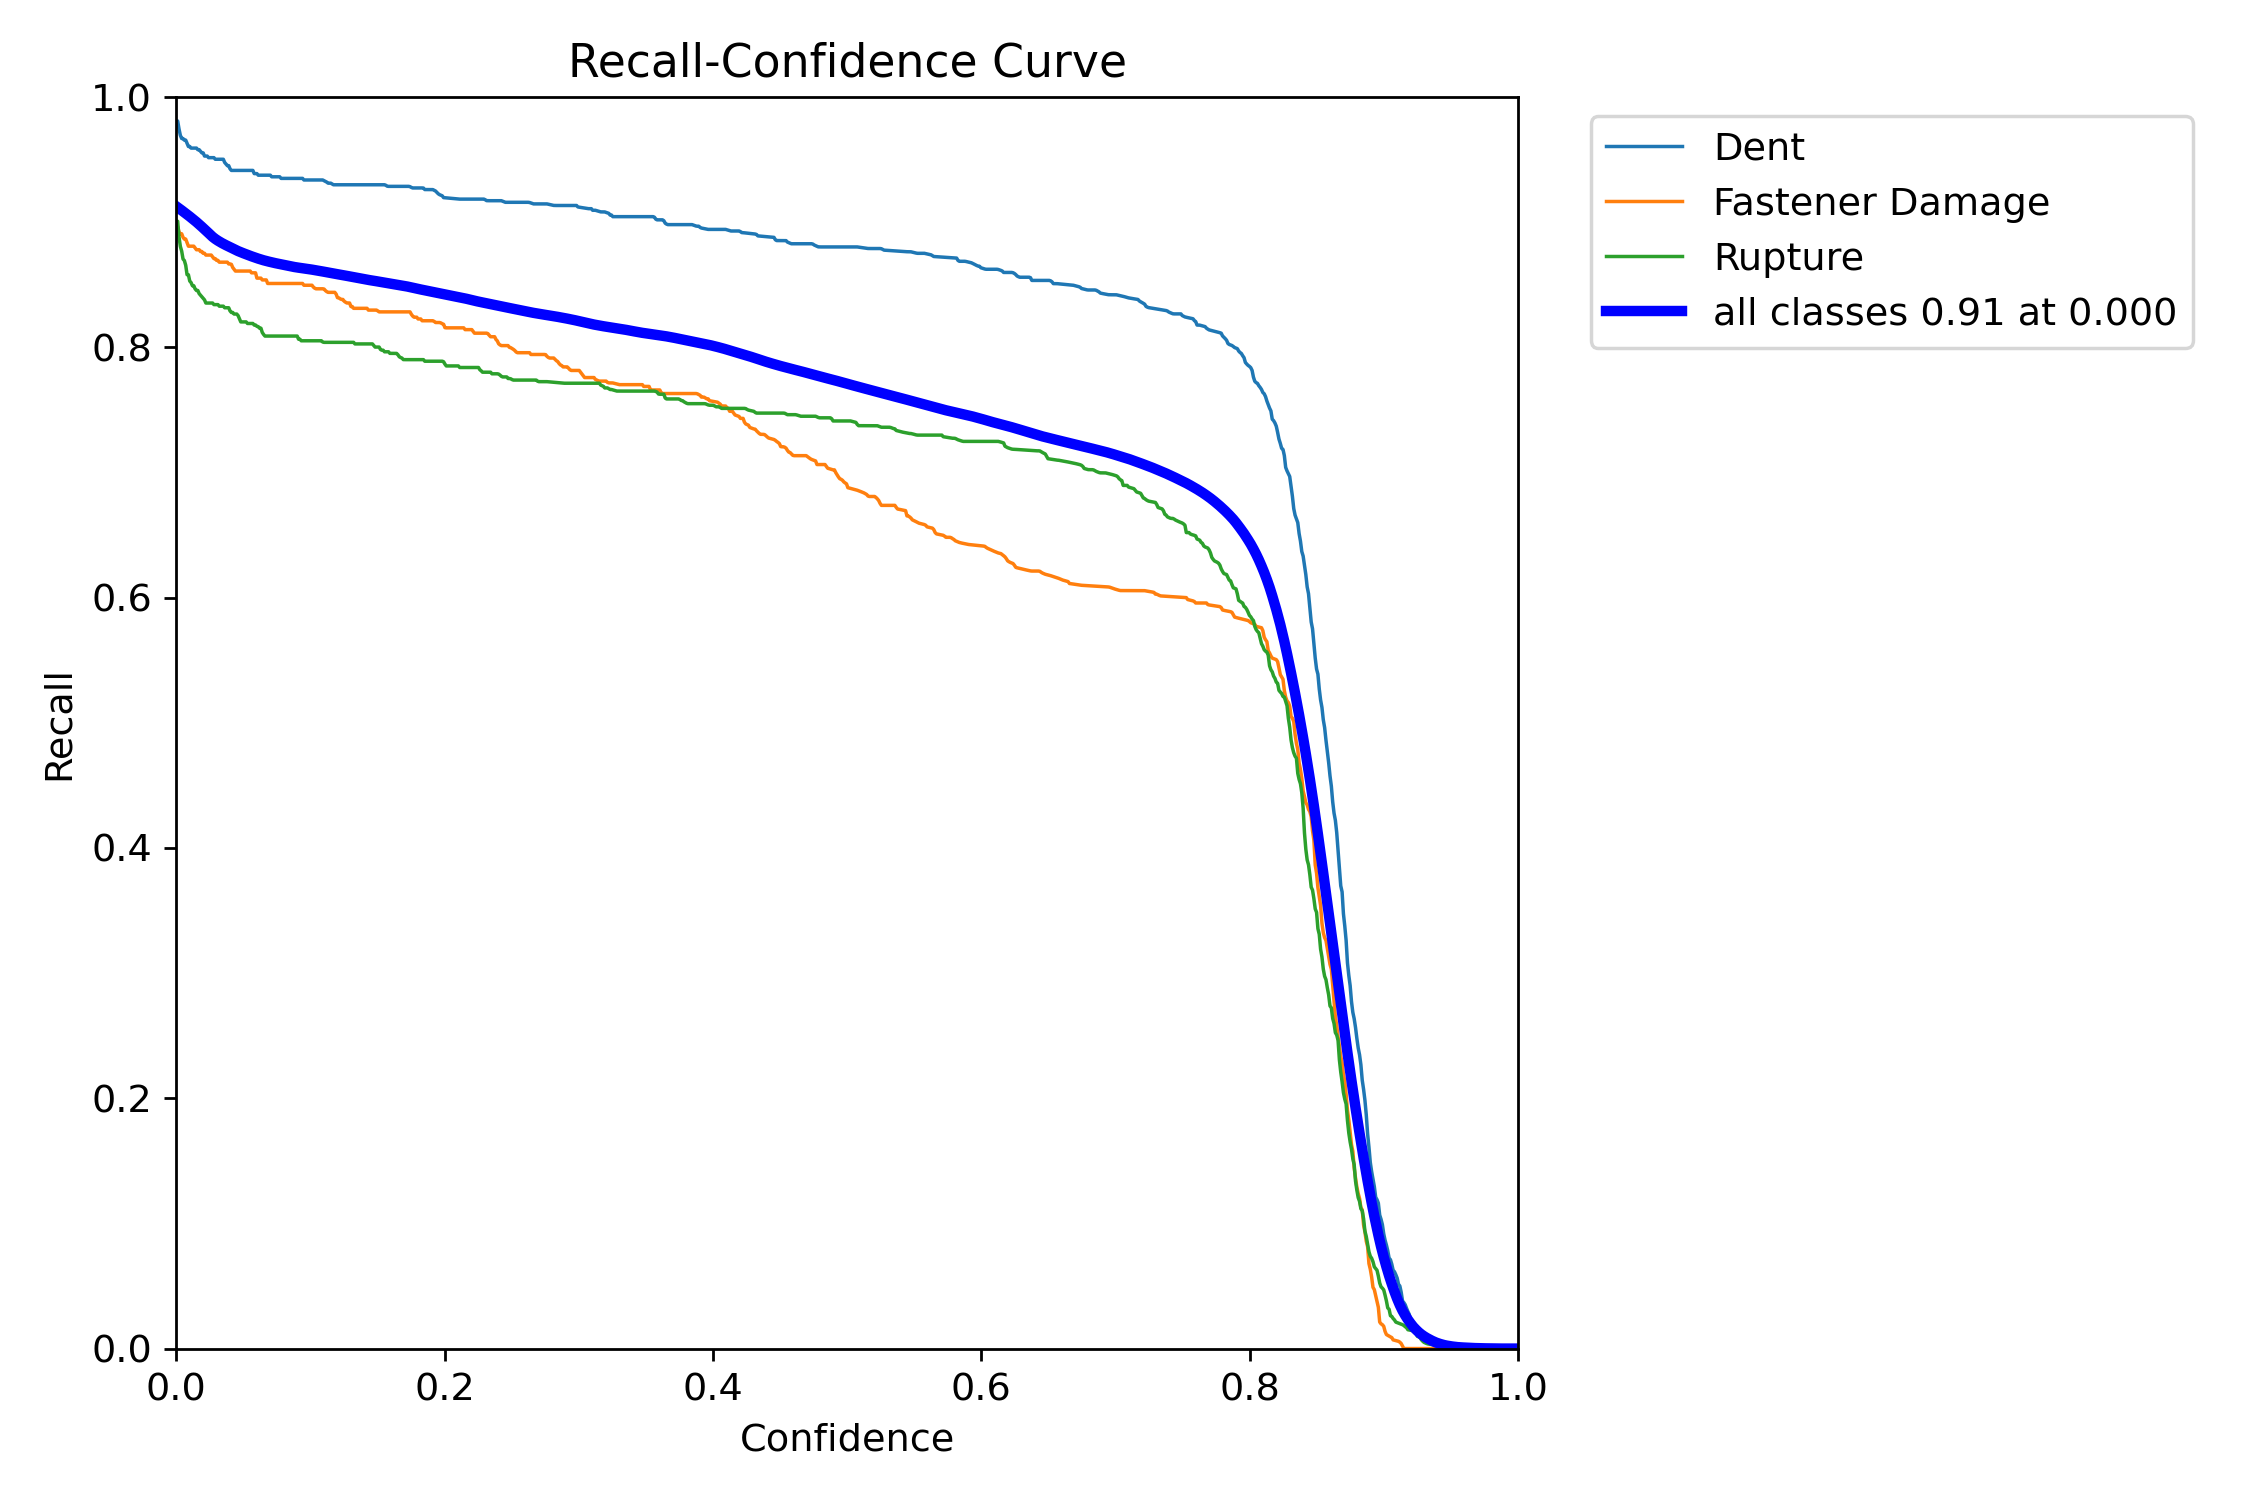 Recall-Confidence Curve
1.0
0.8
0.6
0.4
0.2
0.0
Recall
0.0 0.2 0.4 0.6 0.8 1.0
Confidence
Dent
Fastener Damage
Rupture
all classes 0.91 at 0.000